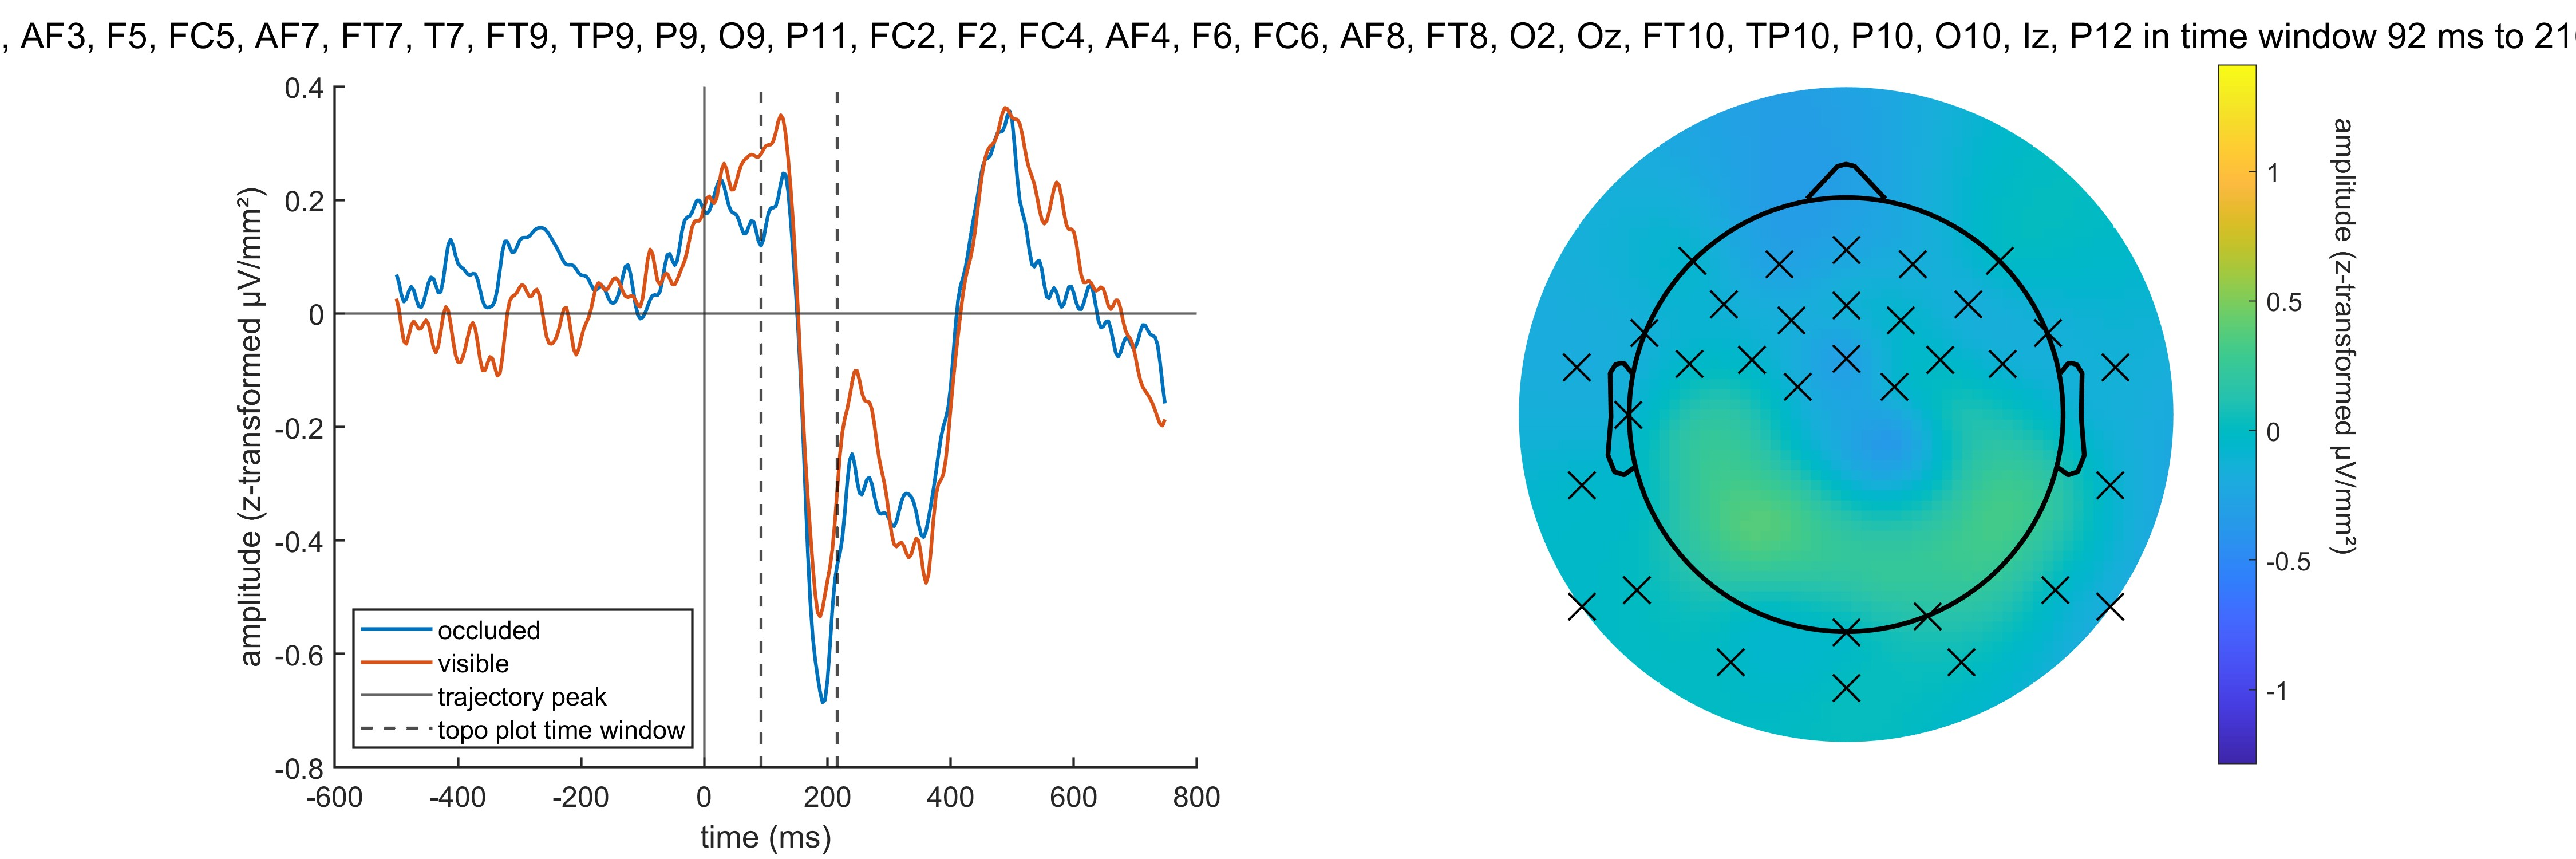 , AF3, F5, FC5, AF7, FT7, T7, FT9, TP9, P9, O9, P11, FC2, F2, FC4, AF4, F6, FC6, AF8, FT8, O2, Oz, FT10, TP10, P10, O10, Iz, P12 in time window 92 ms to
0.4
0.2
0
-0.2
-0.4
-0.6
-0.8
amplitude (z-transformed µV/mm²)
occluded
visible
trajectory peak
topo plot time window
-600 -400 -200 0 200 400 600 800
time (ms)
1
0.5
0
-0.5
-1
amplitude (z-transformed µV/mm²)